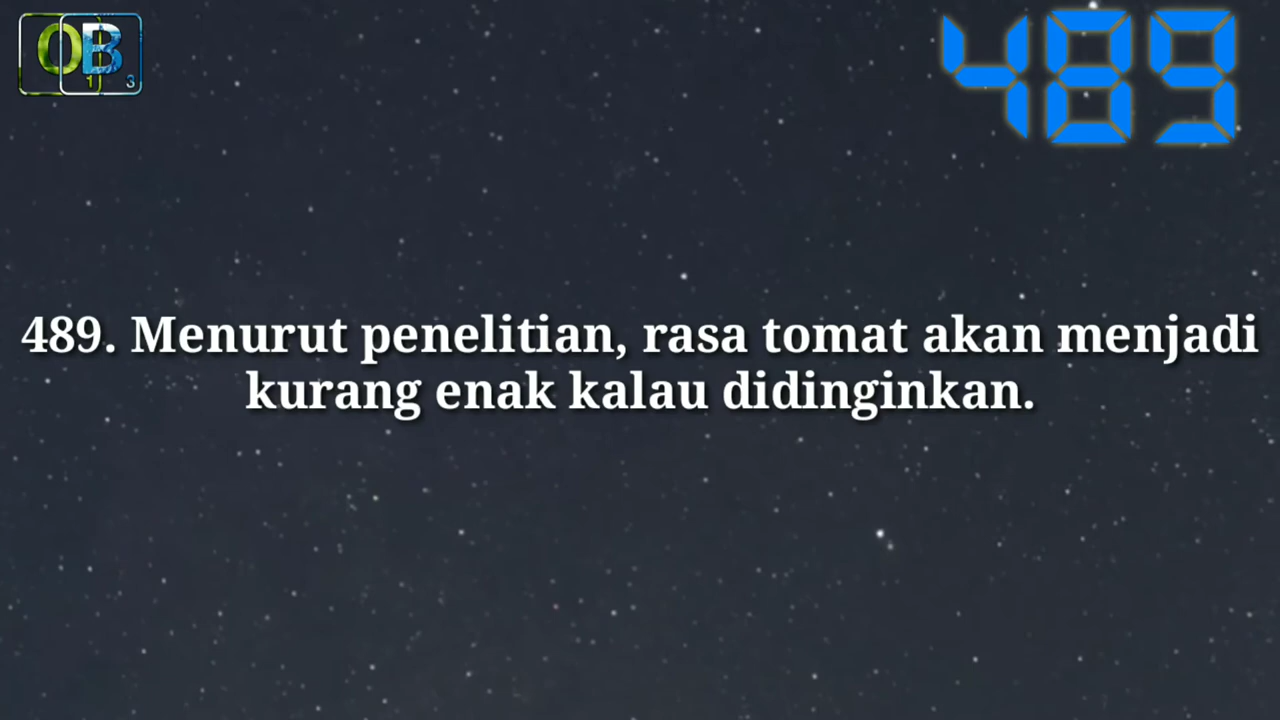 OB
1 3
489
489. Menurut penelitian, rasa tomat akan menjadi
kurang enak kalau didinginkan.